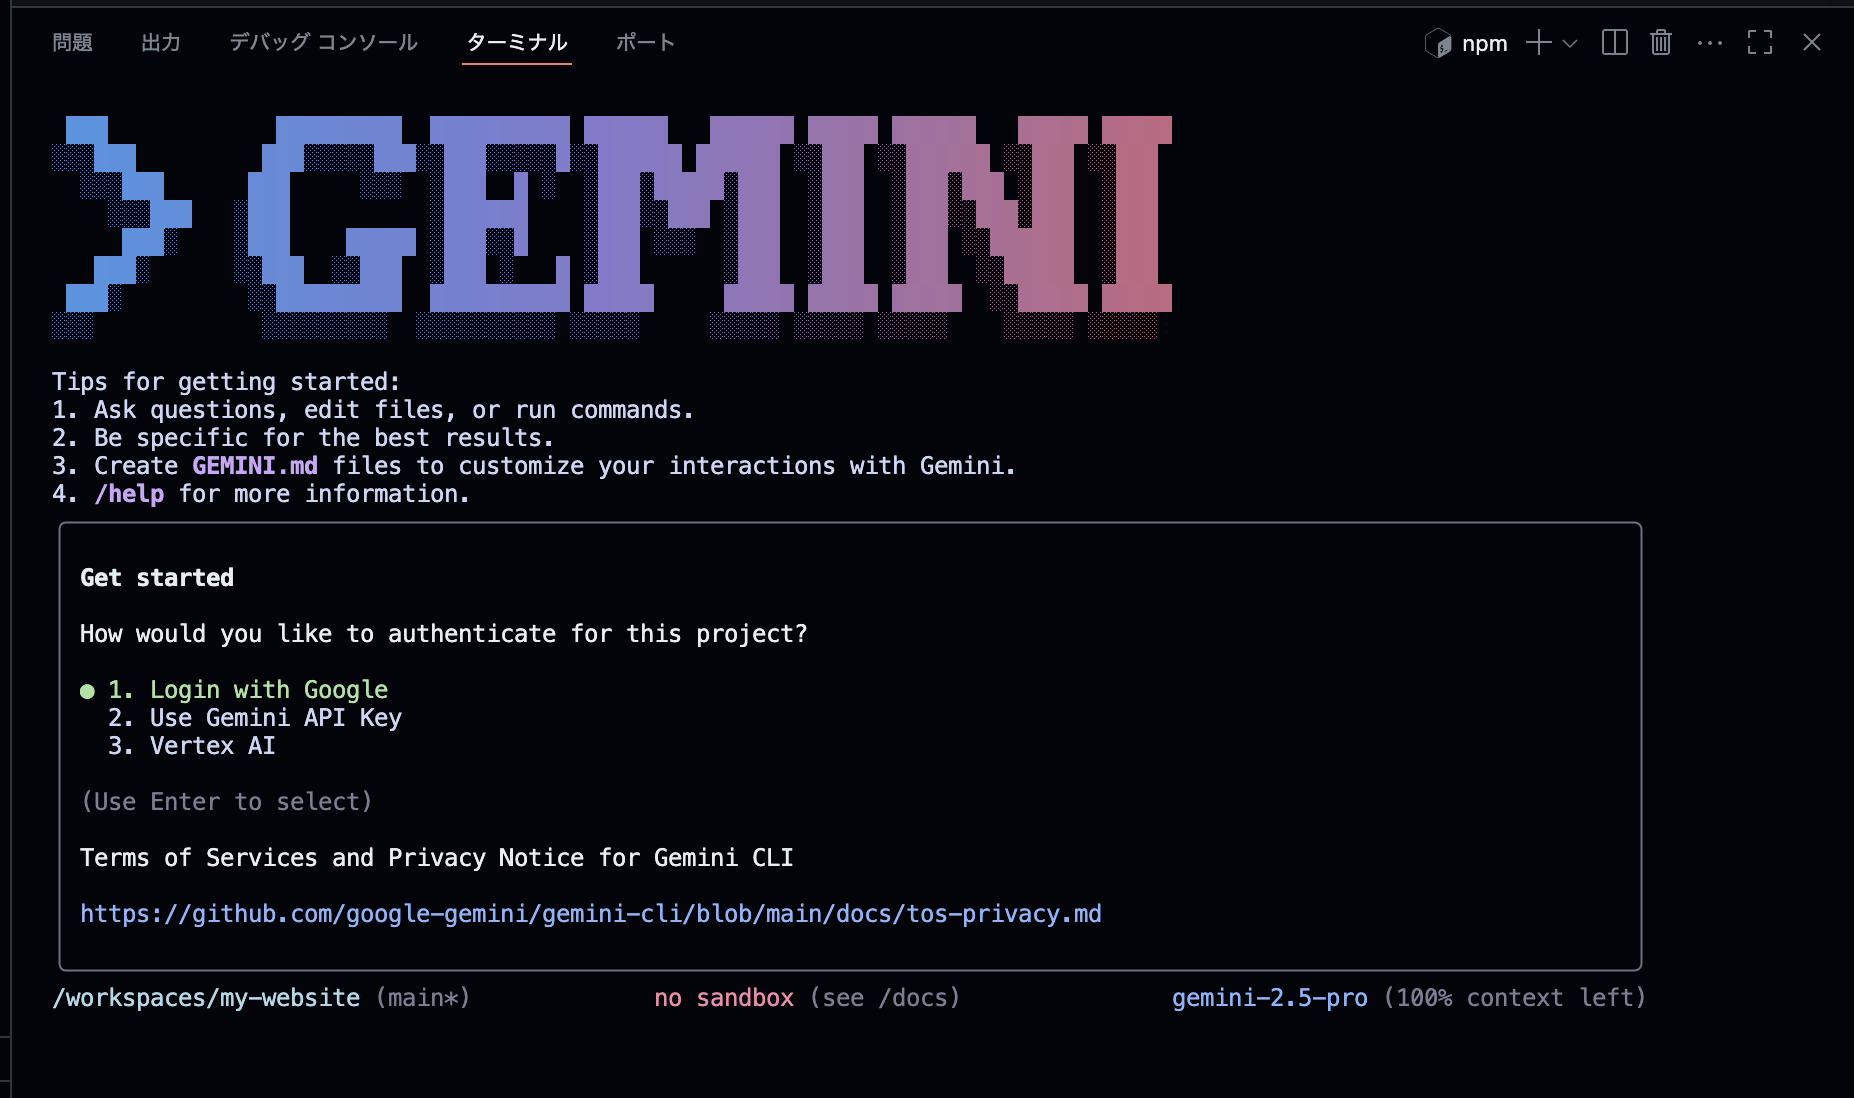 問題 出力 デバッグ コンソール ターミナル ポート npm
GEMINI
Tips for getting started:
1. Ask questions, edit files, or run commands.
2. Be specific for the best results.
3. Create GEMINI.md files to customize your interactions with Gemini.
4. /help for more information.
Get started
How would you like to authenticate for this project?
● 1. Login with Google
2. Use Gemini API Key
3. Vertex AI
(Use Enter to select)
Terms of Services and Privacy Notice for Gemini CLI
https://github.com/google-gemini/gemini-cli/blob/main/docs/tos-privacy.md
/workspaces/my-website (main*) no sandbox (see /docs) gemini-2.5-pro (100% context left)